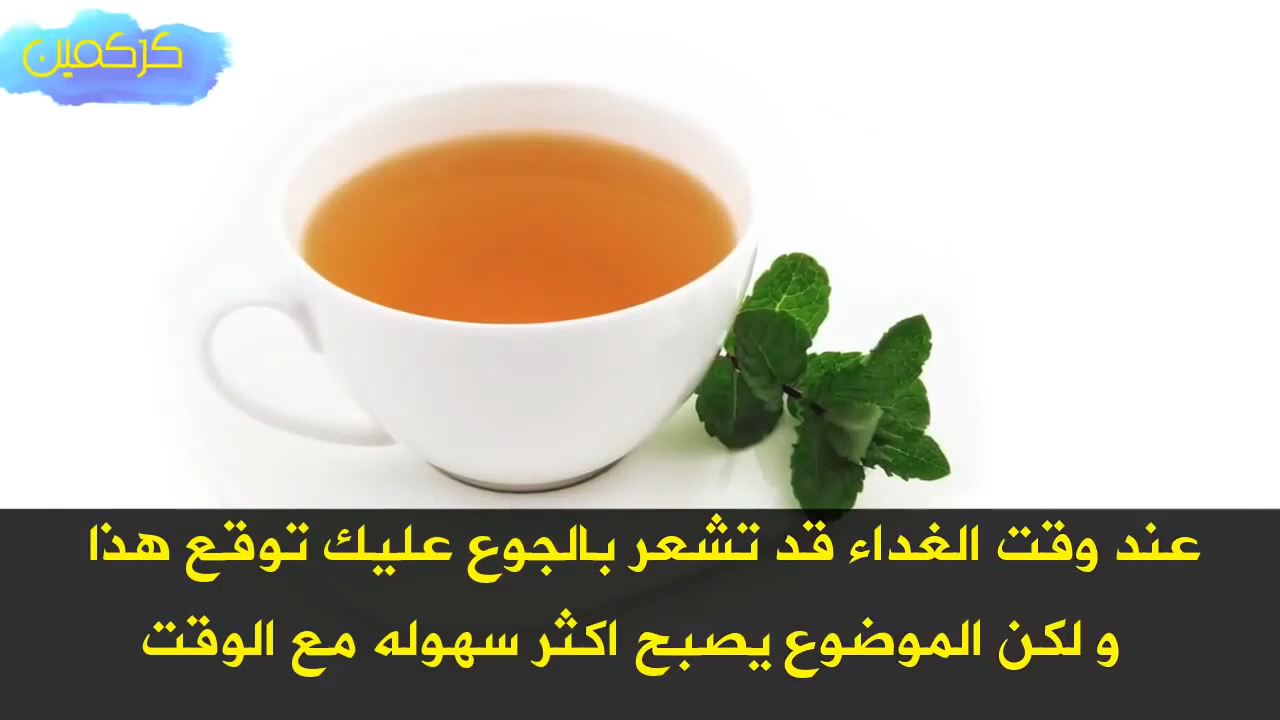 كركمين
عند وقت الغداء قد تشعر بالجوع عليك توقع هذا
و لكن الموضوع يصبح اكثر سهوله مع الوقت